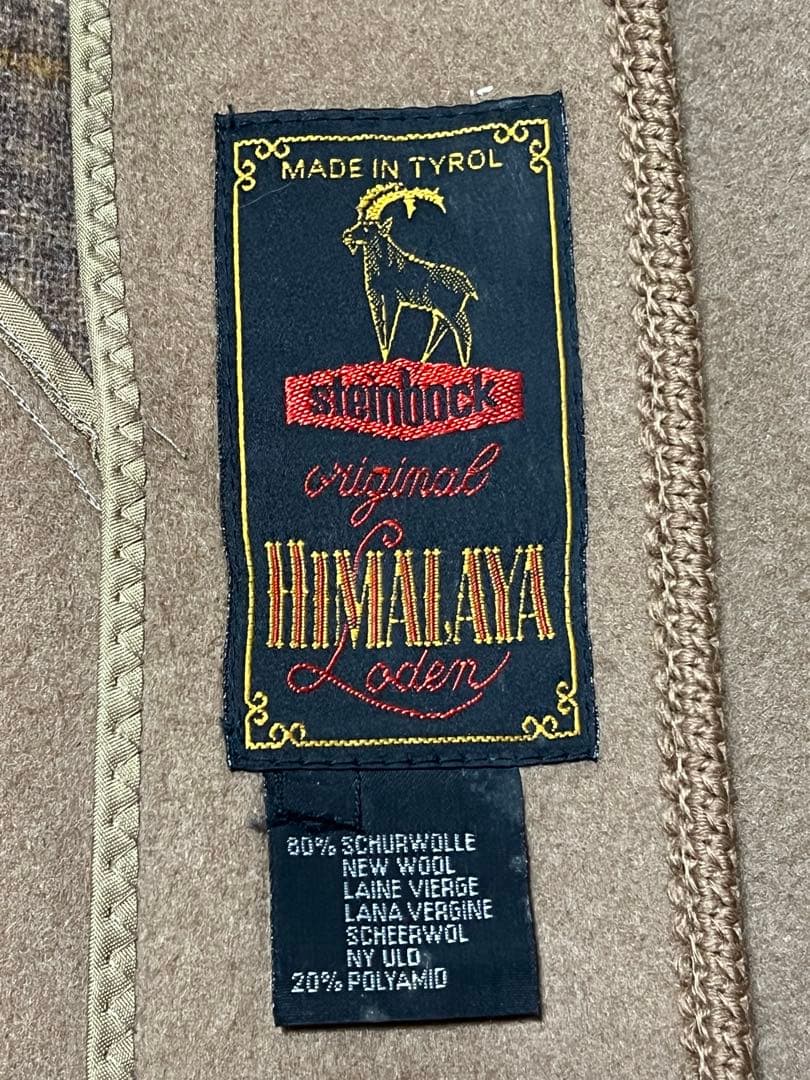 MADE IN TYROL
steinbock
original
HIMALAYA
Loden
80% SCHURWOLLE
NEW WOOL
LAINE VIERGE
LANA VERGINE
SCHEERWOL
NY ULD
20% POLYAMID